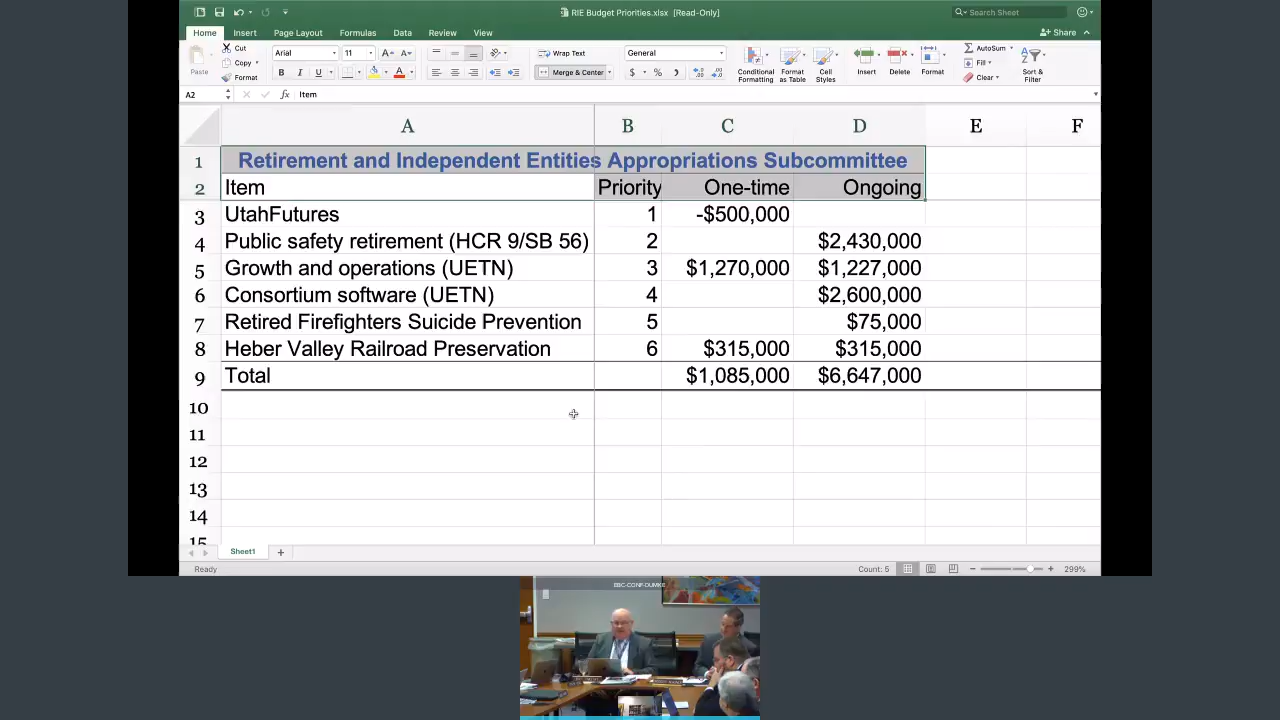 RIE Budget Priorities.xlsx [Read-Only]
Search Sheet
Home Insert Page Layout Formulas Data Review View
Share
Paste
Cut
Copy
Format
Arial 11
A A
B I U A
Wrap Text
Merge & Center
General
$ % )
Conditional Formatting
Format as Table
Cell Styles
Insert Delete Format
AutoSum
Fill
Clear
Sort & Filter
A2 fx Item
A B C D E F
1 Retirement and Independent Entities Appropriations Subcommittee
2 Item Priority One-time Ongoing
3 UtahFutures 1 -$500,000
4 Public safety retirement (HCR 9/SB 56) 2 $2,430,000
5 Growth and operations (UETN) 3 $1,270,000 $1,227,000
6 Consortium software (UETN) 4 $2,600,000
7 Retired Firefighters Suicide Prevention 5 $75,000
8 Heber Valley Railroad Preservation 6 $315,000 $315,000
9 Total $1,085,000 $6,647,000
10
11
12
13
14
15
Sheet1 +
Ready Count: 5 299%
EBC-CONF-DUMKE